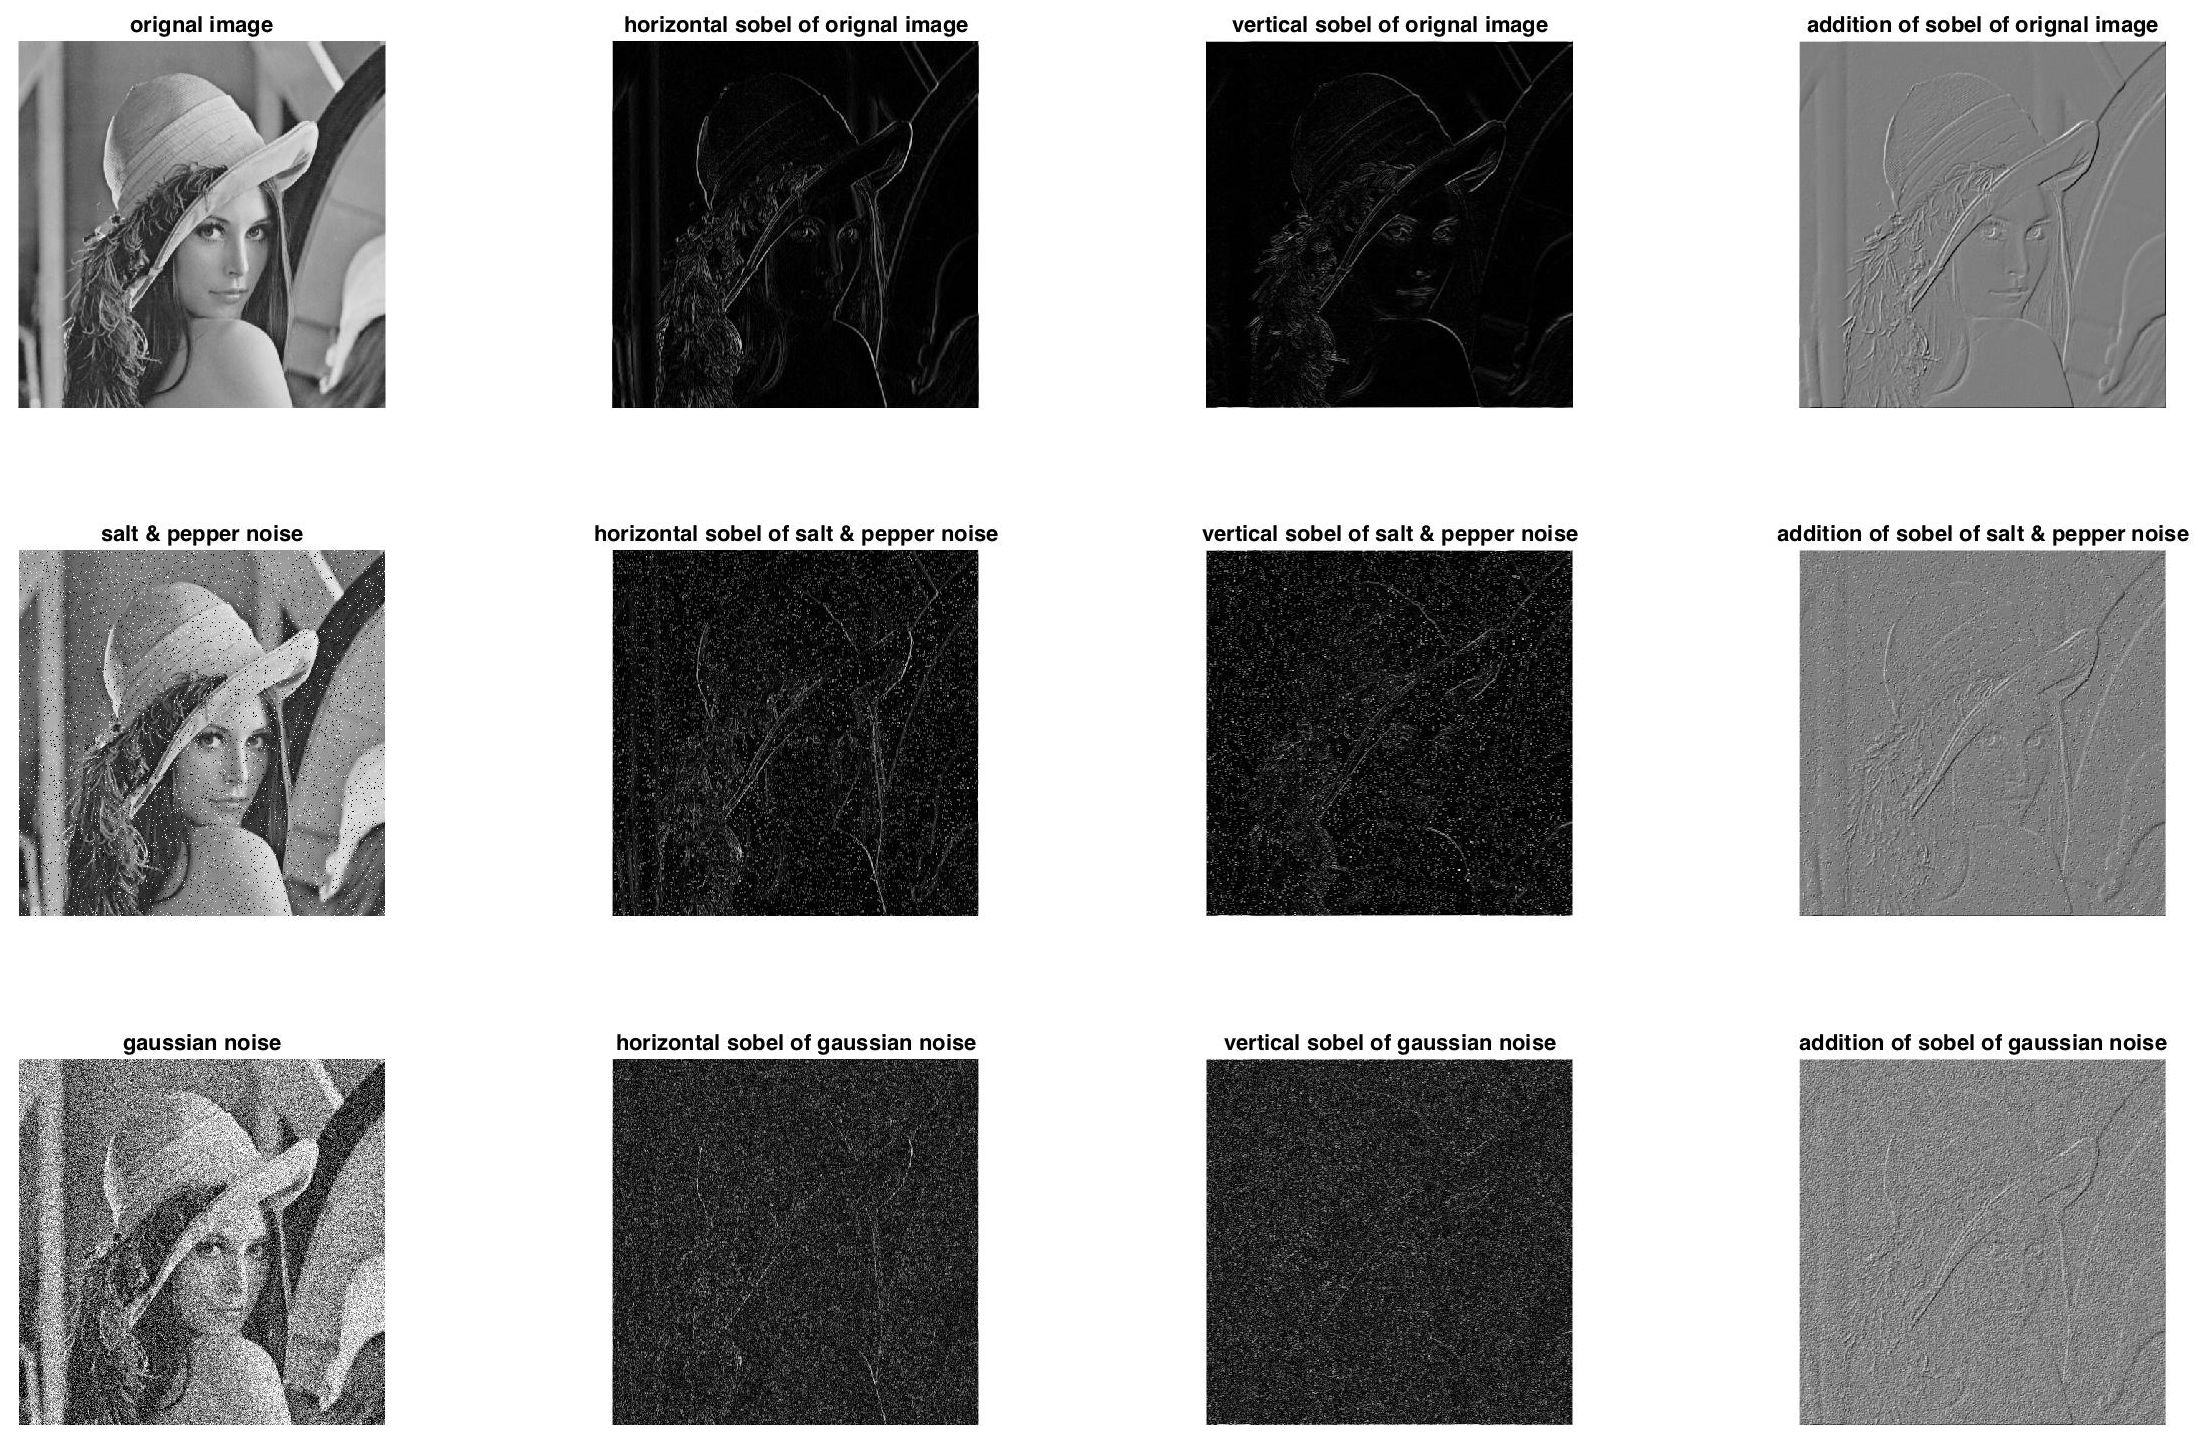 orignal image
horizontal sobel of orignal image
vertical sobel of orignal image
addition of sobel of orignal image
salt & pepper noise
horizontal sobel of salt & pepper noise
vertical sobel of salt & pepper noise
addition of sobel of salt & pepper noise
gaussian noise
horizontal sobel of gaussian noise
vertical sobel of gaussian noise
addition of sobel of gaussian noise